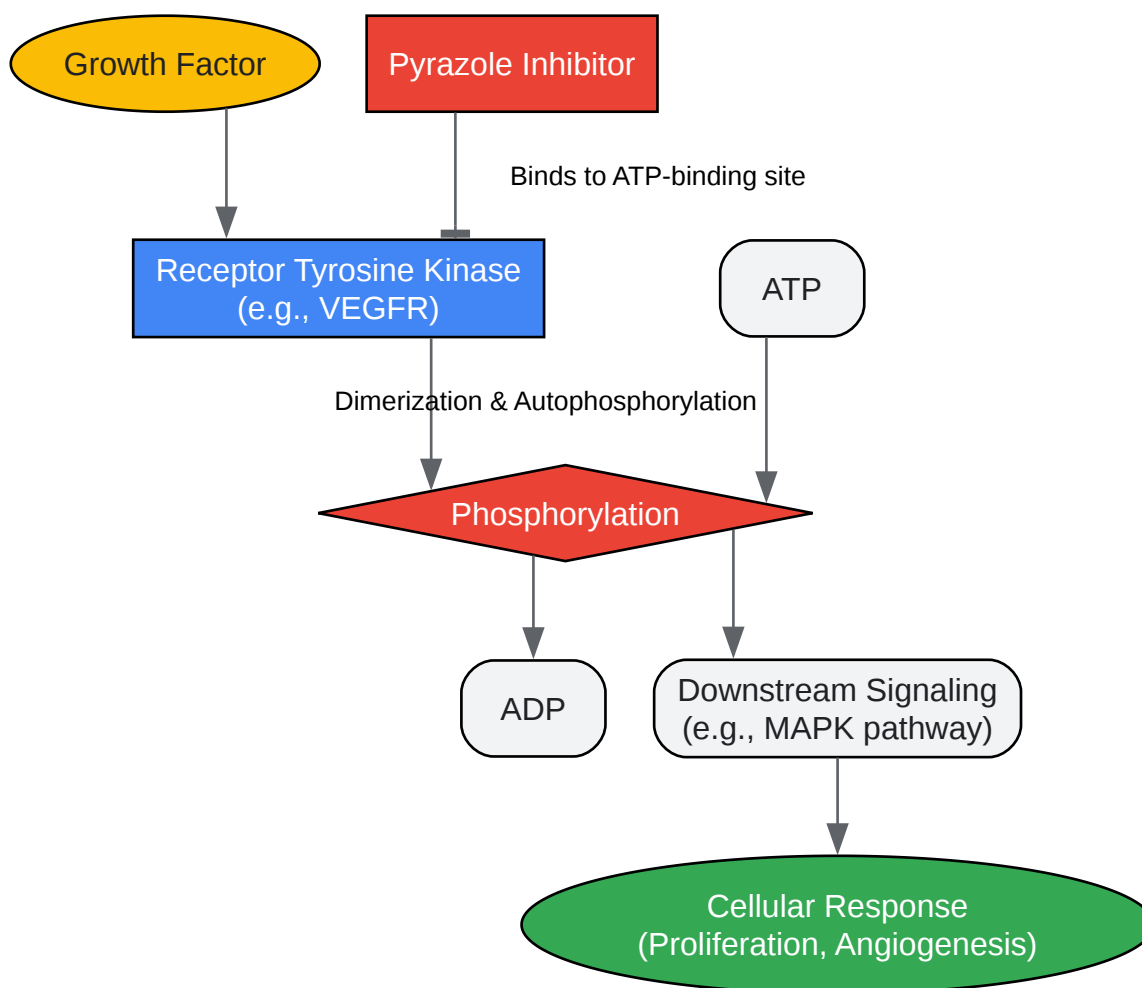 Growth Factor
Pyrazole Inhibitor
Binds to ATP-binding site
Receptor Tyrosine Kinase
(e.g., VEGFR)
ATP
Dimerization & Autophosphorylation
Phosphorylation
ADP
Downstream Signaling
(e.g., MAPK pathway)
Cellular Response
(Proliferation, Angiogenesis)